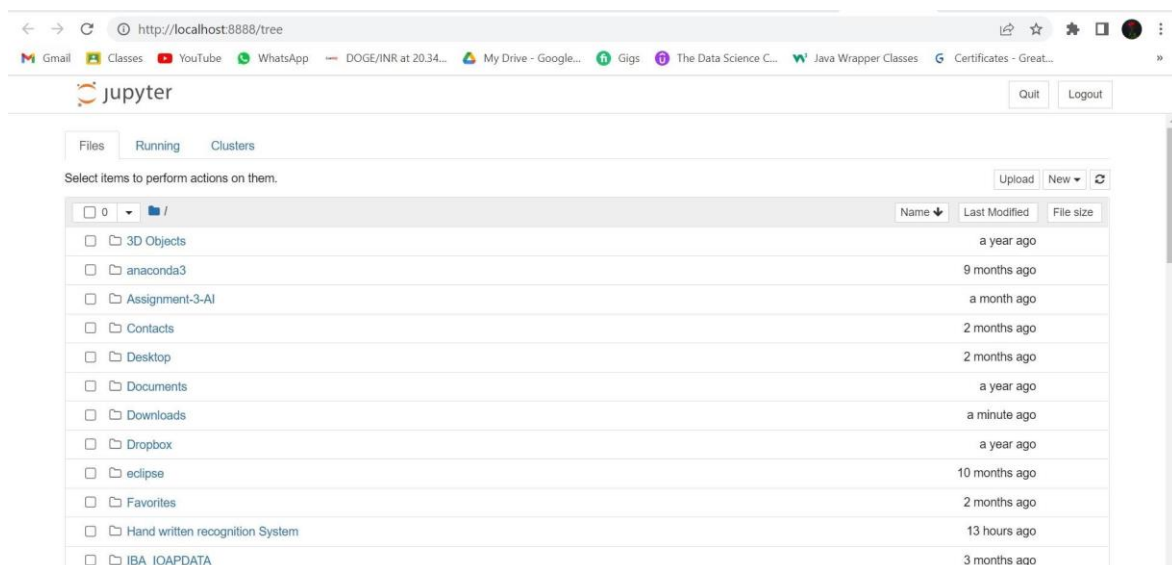 http://localhost:8888/tree
Gmail Classes YouTube WhatsApp DOGE/INR at 20.34... My Drive - Google... Gigs The Data Science C... Java Wrapper Classes Certificates - Great... »
jupyter Quit Logout
Files Running Clusters
Select items to perform actions on them. Upload New
0 / Name Last Modified File size
3D Objects a year ago
anaconda3 9 months ago
Assignment-3-AI a month ago
Contacts 2 months ago
Desktop 2 months ago
Documents a year ago
Downloads a minute ago
Dropbox a year ago
eclipse 10 months ago
Favorites 2 months ago
Hand written recognition System 13 hours ago
IBA_IOAPDATA 3 months ago